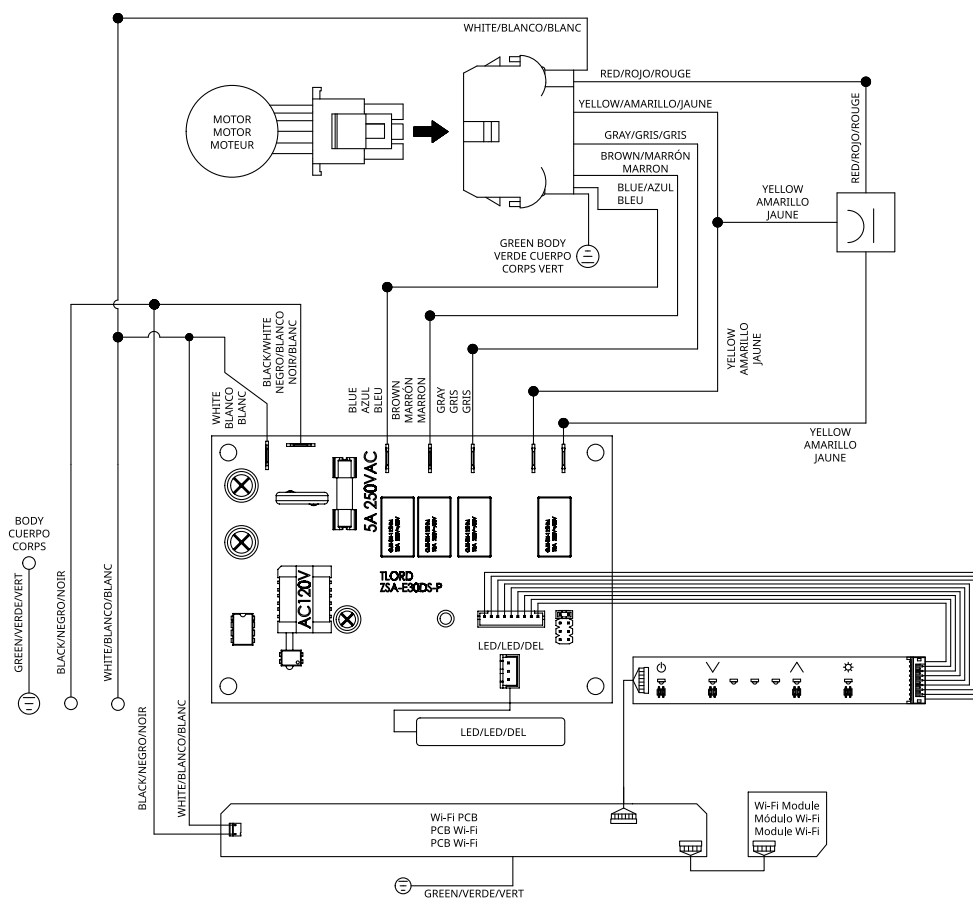 WHITE/BLANCO/BLANC
RED/ROJO/ROUGE
YELLOW/AMARILLO/JAUNE
GRAY/GRIS/GRIS
BROWN/MARRÓN
MARRON
BLUE/AZUL
BLEU
MOTOR
MOTOR
MOTEUR
RED/ROJO/ROUGE
YELLOW
AMARILLO
JAUNE
GREEN BODY
VERDE CUERPO
CORPS VERT
BLACK/WHITE
NEGRO/BLANCO
NOIR/BLANC
WHITE
BLANCO
BLANC
BLUE
AZUL
BLEU
BROWN
MARRÓN
MARRON
GRAY
GRIS
GRIS
YELLOW
AMARILLO
JAUNE
YELLOW
AMARILLO
JAUNE
5A 250VAC
BODY
CUERPO
CORPS
GREEN/VERDE/VERT
BLACK/NEGRO/NOIR
WHITE/BLANCO/BLANC
AC120V
TLORD
ZSA-E30DS-P
LED/LED/DEL
LED/LED/DEL
BLACK/NEGRO/NOIR
WHITE/BLANCO/BLANC
Wi-Fi PCB
PCB Wi-Fi
PCB Wi-Fi
Wi-Fi Module
Módulo Wi-Fi
Module Wi-Fi
GREEN/VERDE/VERT